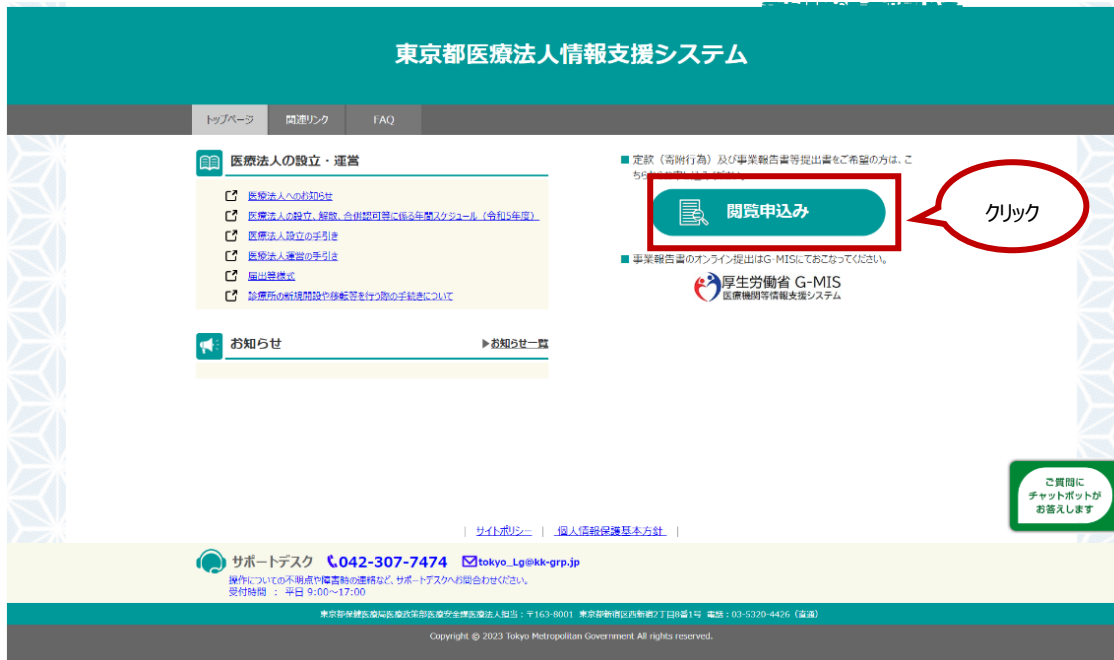 東京都医療法人情報支援システム
トップページ
関連リンク
FAQ
医療法人の設立・運営
医療法人へのお知らせ
医療法人の設立、解散、合併認可等に係る年間スケジュール（令和5年度）
医療法人設立の手引き
医療法人運営の手引き
届出等様式
診療所の新規開設や移転等を行う際の手続きについて
お知らせ
▶お知らせ一覧
■ 定款（寄附行為）及び事業報告書等提出書をご希望の方は、こ
閲覧申込み
クリック
■ 事業報告書のオンライン提出はG-MISにておこなってください。
厚生労働省 G-MIS
医療機関等情報支援システム
ご質問に
チャットボットが
お答えします
| サイトポリシー | 個人情報保護基本方針 |
サポートデスク 042-307-7474 tokyo_Lg@kk-grp.jp
操作についての不明点や障害時の連絡など、サポートデスクへお問合わせください。
受付時間 ： 平日 9:00～17:00
東京都保健医療局医療政策部医療安全課医療法人担当：〒163-8001 東京都新宿区西新宿2丁目8番1号 電話：03-5320-4426（直通）
Copyright @ 2023 Tokyo Metropolitan Government All rights reserved.